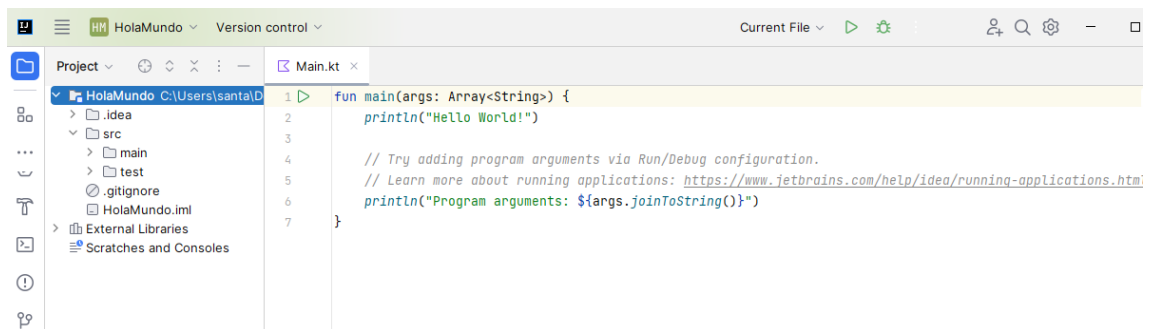 IJ HM HolaMundo Version control Current File
Project Main.kt
HolaMundo C:\Users\santa\D
.idea
src
main
test
.gitignore
HolaMundo.iml
External Libraries
Scratches and Consoles
1 fun main(args: Array<String>) {
2 println("Hello World!")
3
4 // Try adding program arguments via Run/Debug configuration.
5 // Learn more about running applications: https://www.jetbrains.com/help/idea/running-applications.htm
6 println("Program arguments: ${args.joinToString()}")
7 }